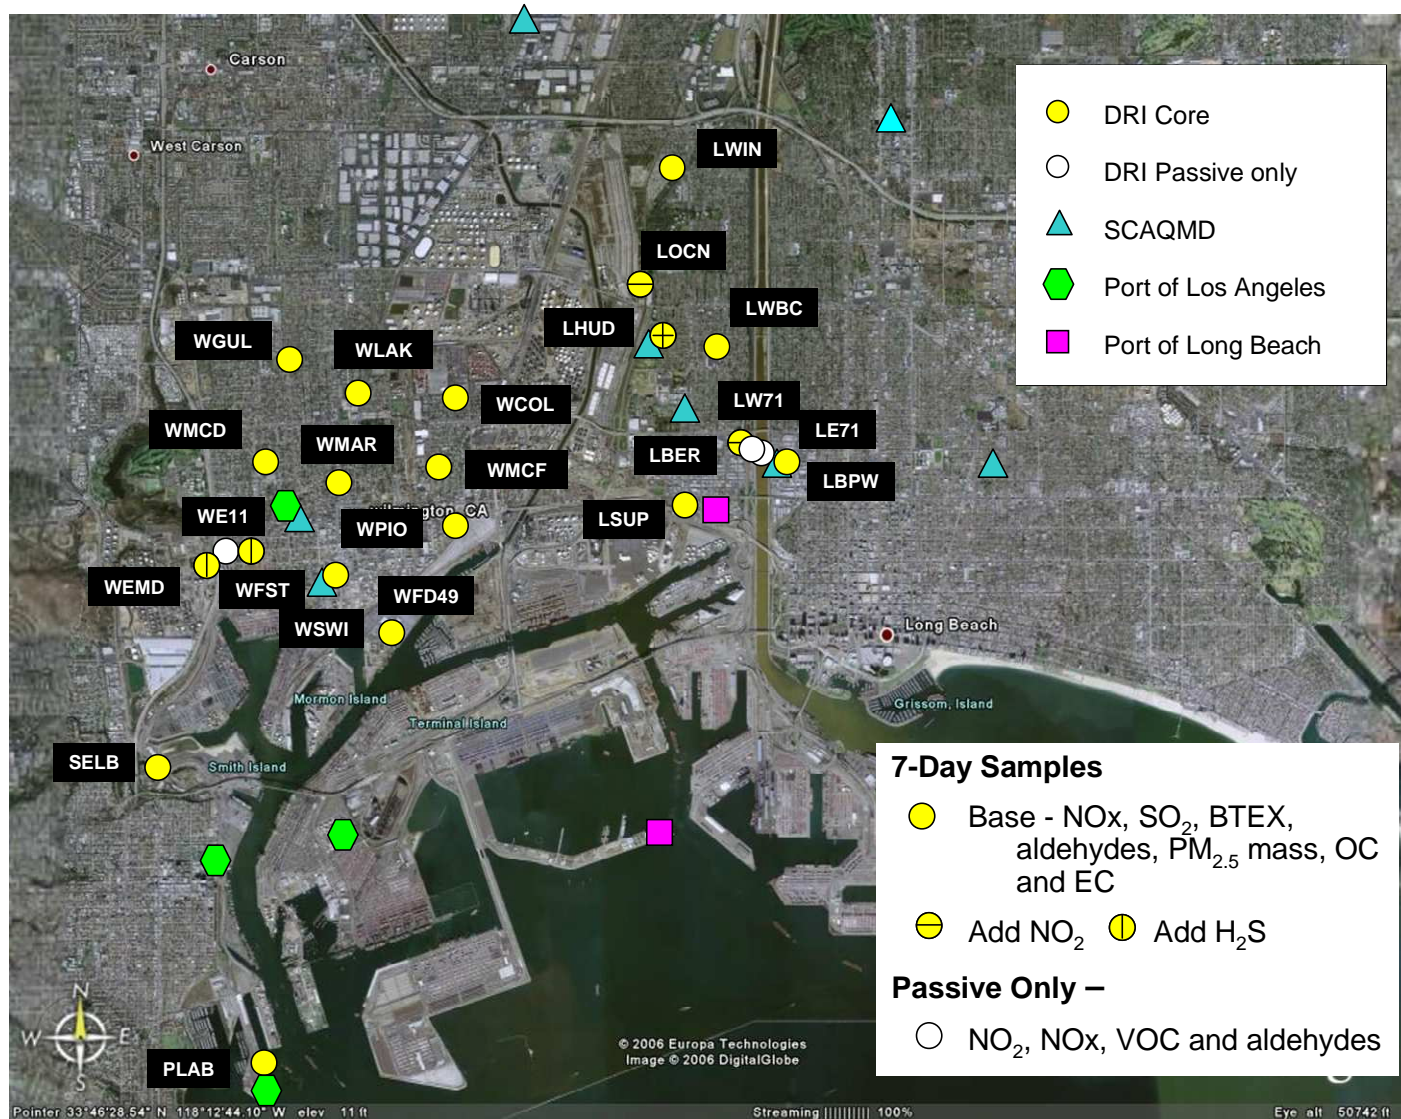 Carson
West Carson
LWIN
LOCN
LHUD
LWBC
WGUL
WLAK
WCOL
LW71
LE71
WMCD
WMAR
WMCF
LBER
LBPW
WE11
Wilmington, CA
WPIO
LSUP
WEMD
WFST
WFD49
WSWI
Long Beach
Mormon Island
Terminal Island
Grissom, Island
SELB
Smith Island
PLAB
DRI Core
DRI Passive only
SCAQMD
Port of Los Angeles
Port of Long Beach
7-Day Samples
Base - NOx, SO2, BTEX,
aldehydes, PM2.5 mass, OC
and EC
Add NO2 Add H2S
Passive Only –
NO2, NOx, VOC and aldehydes
N
W E
S
© 2006 Europa Technologies
Image © 2006 DigitalGlobe
Pointer 33°46'28.54" N 118°12'44.10" W elev 11 ft Streaming |||||||||| 100% Eye alt 50742 ft